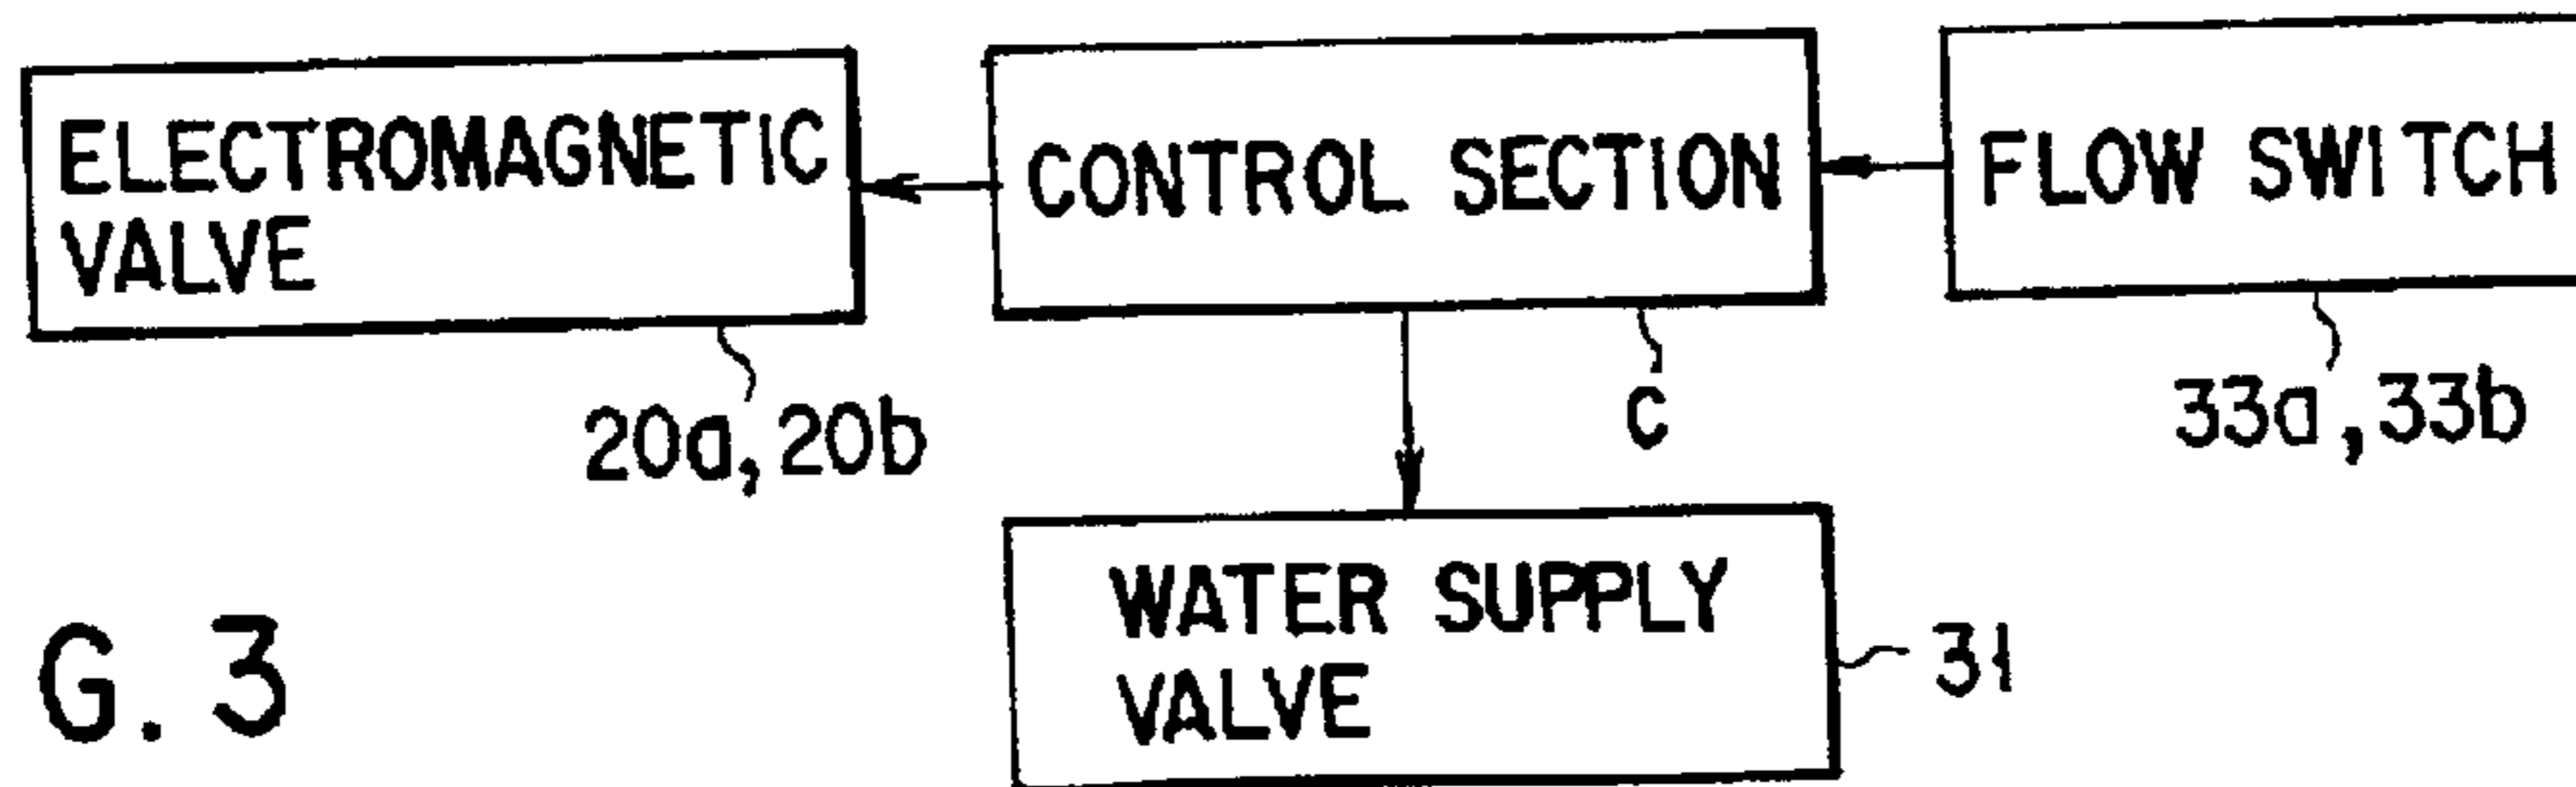 ELECTROMAGNETIC
VALVE
CONTROL SECTION
FLOW SWITCH
20a, 20b
C
33a, 33b
WATER SUPPLY
VALVE
31
G. 3